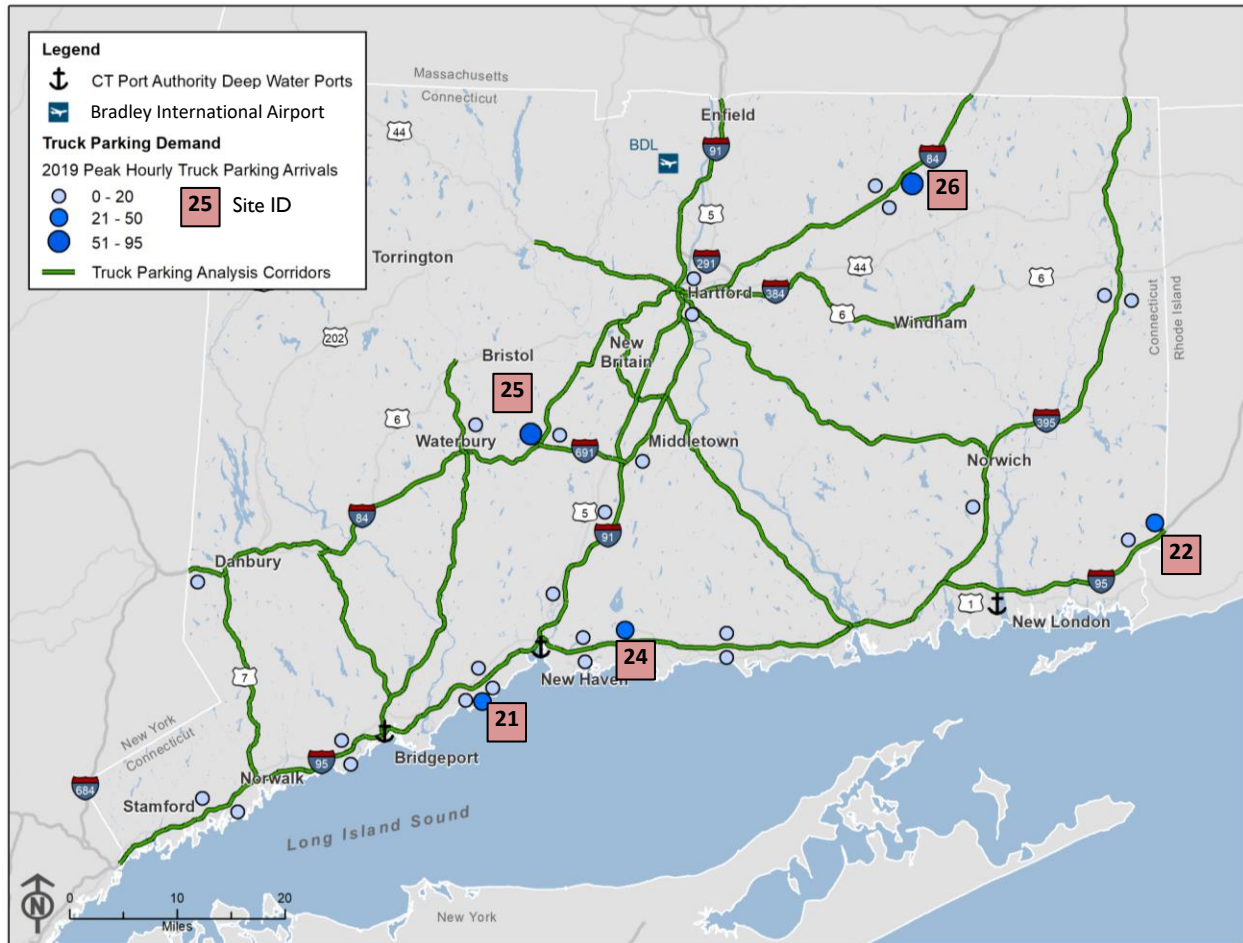 Legend
CT Port Authority Deep Water Ports
Bradley International Airport
Truck Parking Demand
2019 Peak Hourly Truck Parking Arrivals
0 - 20
21 - 50
51 - 95
25 Site ID
Truck Parking Analysis Corridors
Massachusetts
Connecticut
44
Enfield
BDL
91
84
26
5
Torrington
291
44
6
Hartford
384
6
Windham
Connecticut
Rhode Island
202
Bristol
New
Britain
25
6
Waterbury
691
Middletown
395
Norwich
5
91
84
Danbury
22
95
1
New London
24
New Haven
7
21
New York
Connecticut
Bridgeport
95
Norwalk
684
Stamford
Long Island Sound
N
0 10 20
Miles
New York